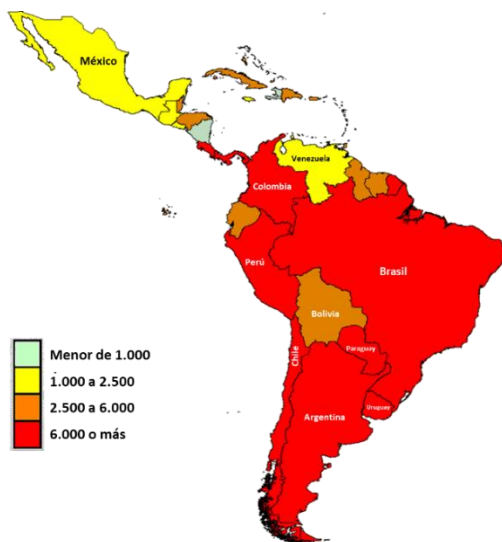 México
Venezuela
Colombia
Perú
Brasil
Bolivia
Paraguay
Chile
Uruguay
Argentina
Menor de 1.000
1.000 a 2.500
2.500 a 6.000
6.000 o más